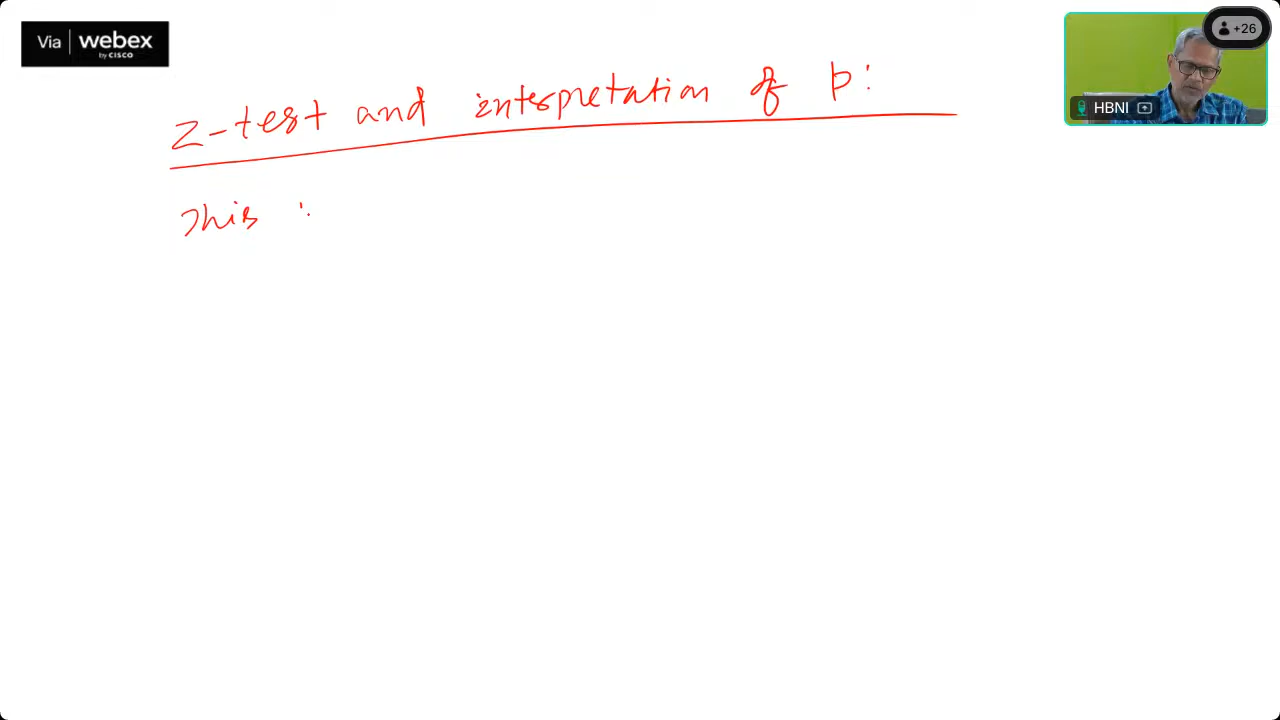 Via webex
by CISCO
+26
HBNI
z-test and interpretation of p:
This